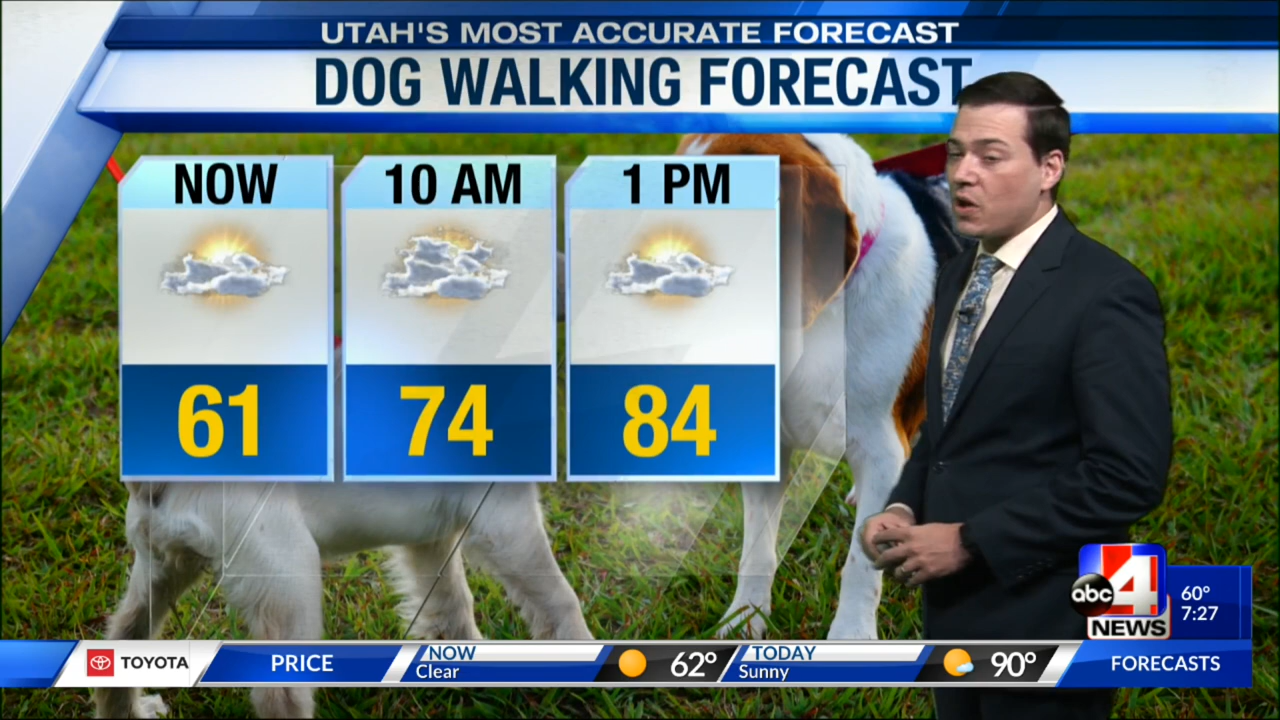 UTAH'S MOST ACCURATE FORECAST
DOG WALKING FORECAST
NOW
10 AM
1 PM
61
74
84
abc 4
NEWS
60°
7:27
TOYOTA
PRICE
NOW
Clear
62°
TODAY
Sunny
90°
FORECASTS